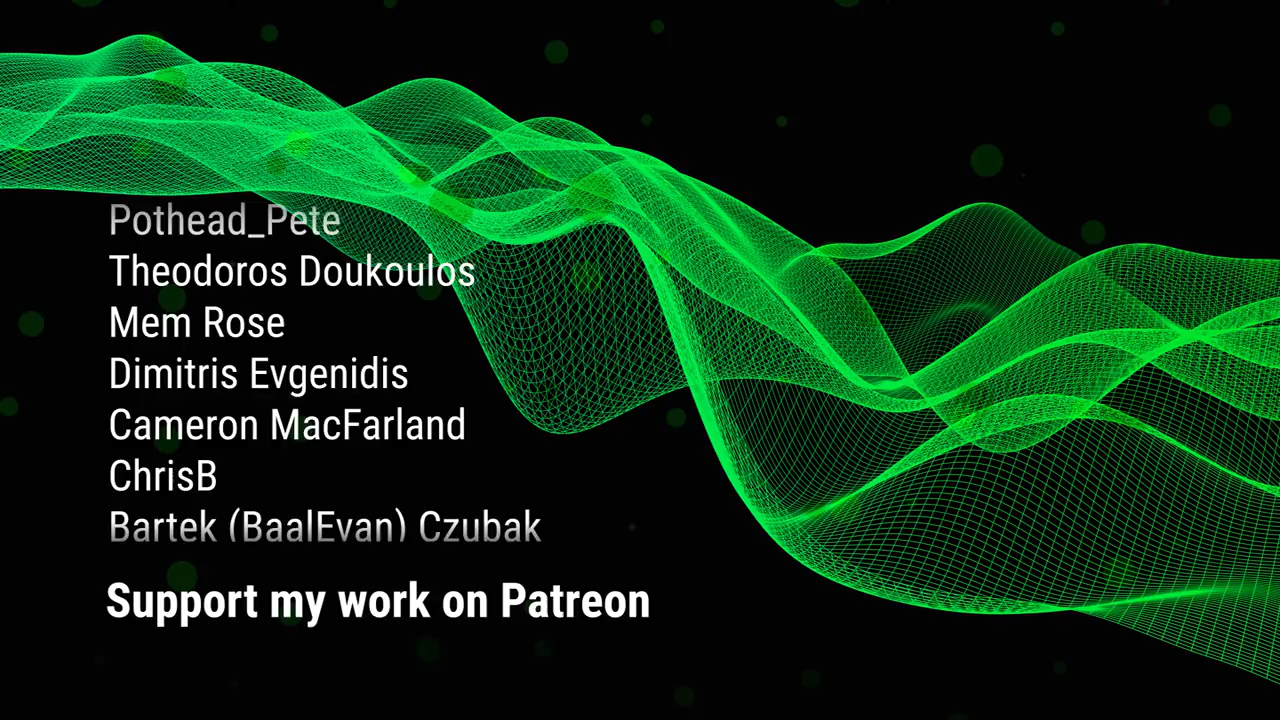 Pothead_Pete
Theodoros Doukoulos
Mem Rose
Dimitris Evgenidis
Cameron MacFarland
ChrisB
Bartek (BaalEvan) Czubak
Support my work on Patreon